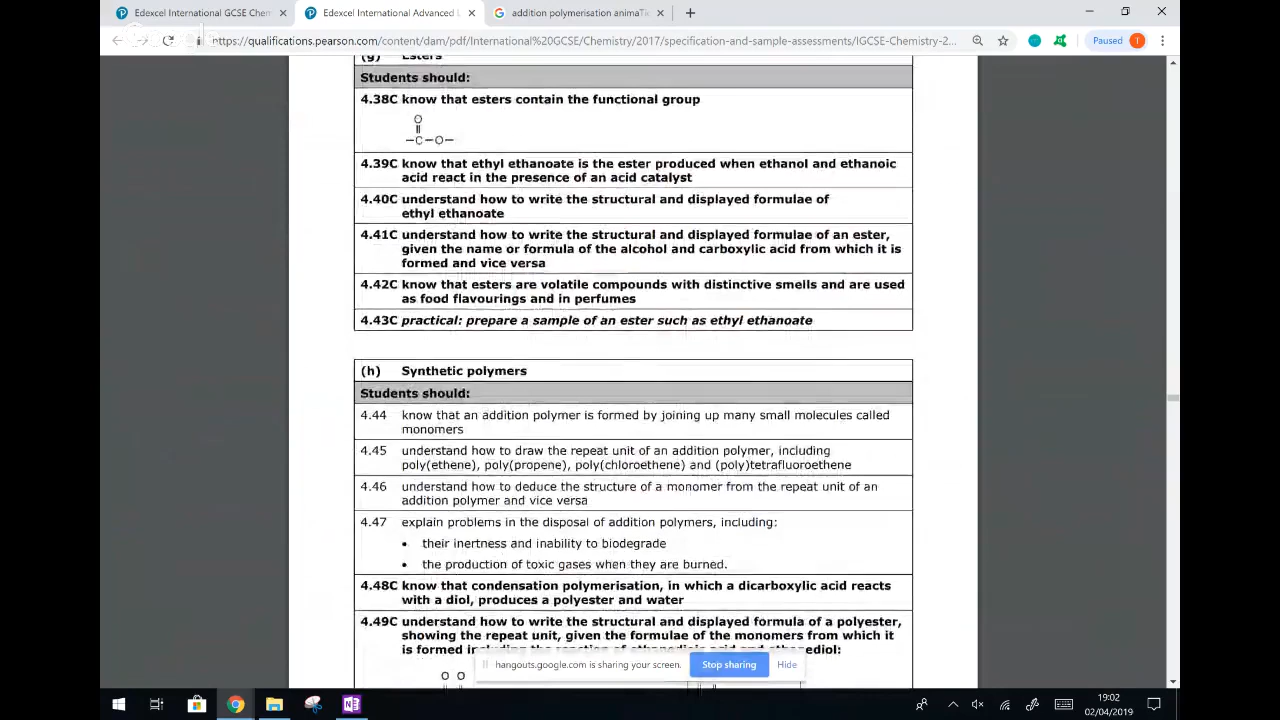 Edexcel International GCSE Chem
Edexcel International Advanced
addition polymerisation animaTi
https://qualifications.pearson.com/content/dam/pdf/International%20GCSE/Chemistry/2017/specification-and-sample-assessments/IGCSE-Chemistry-2...
Paused
T
(g) Esters
Students should:
4.38C know that esters contain the functional group
O
–C–O–
4.39C know that ethyl ethanoate is the ester produced when ethanol and ethanoic
acid react in the presence of an acid catalyst
4.40C understand how to write the structural and displayed formulae of
ethyl ethanoate
4.41C understand how to write the structural and displayed formulae of an ester,
given the name or formula of the alcohol and carboxylic acid from which it is
formed and vice versa
4.42C know that esters are volatile compounds with distinctive smells and are used
as food flavourings and in perfumes
4.43C practical: prepare a sample of an ester such as ethyl ethanoate
(h) Synthetic polymers
Students should:
4.44 know that an addition polymer is formed by joining up many small molecules called
monomers
4.45 understand how to draw the repeat unit of an addition polymer, including
poly(ethene), poly(propene), poly(chloroethene) and (poly)tetrafluoroethene
4.46 understand how to deduce the structure of a monomer from the repeat unit of an
addition polymer and vice versa
4.47 explain problems in the disposal of addition polymers, including:
• their inertness and inability to biodegrade
• the production of toxic gases when they are burned.
4.48C know that condensation polymerisation, in which a dicarboxylic acid reacts
with a diol, produces a polyester and water
4.49C understand how to write the structural and displayed formula of a polyester,
showing the repeat unit, given the formulae of the monomers from which it
is formed including the reaction of ethanedioic acid and ethanediol:
O O
hangouts.google.com is sharing your screen.
Stop sharing
Hide
19:02
02/04/2019